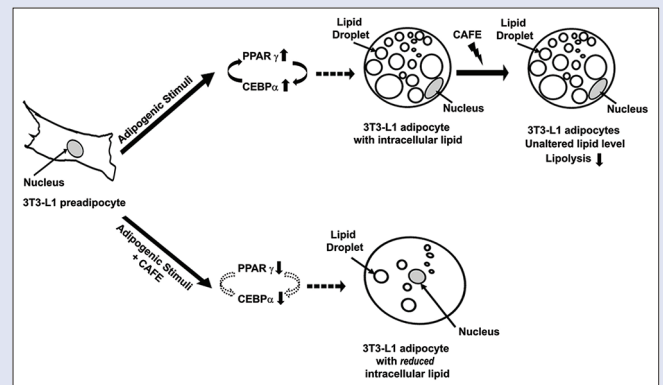 Adipogenic Stimuli
PPAR γ
CEBPα
Lipid
Droplet
Nucleus
3T3-L1 adipocyte
with intracellular lipid
CAFE
Lipid
Droplet
Nucleus
3T3-L1 adipocytes
Unaltered lipid level
Lipolysis
Nucleus
3T3-L1 preadipocyte
Adipogenic Stimuli
+ CAFE
PPAR γ
CEBPα
Lipid
Droplet
Nucleus
3T3-L1 adipocyte
with reduced
intracellular lipid